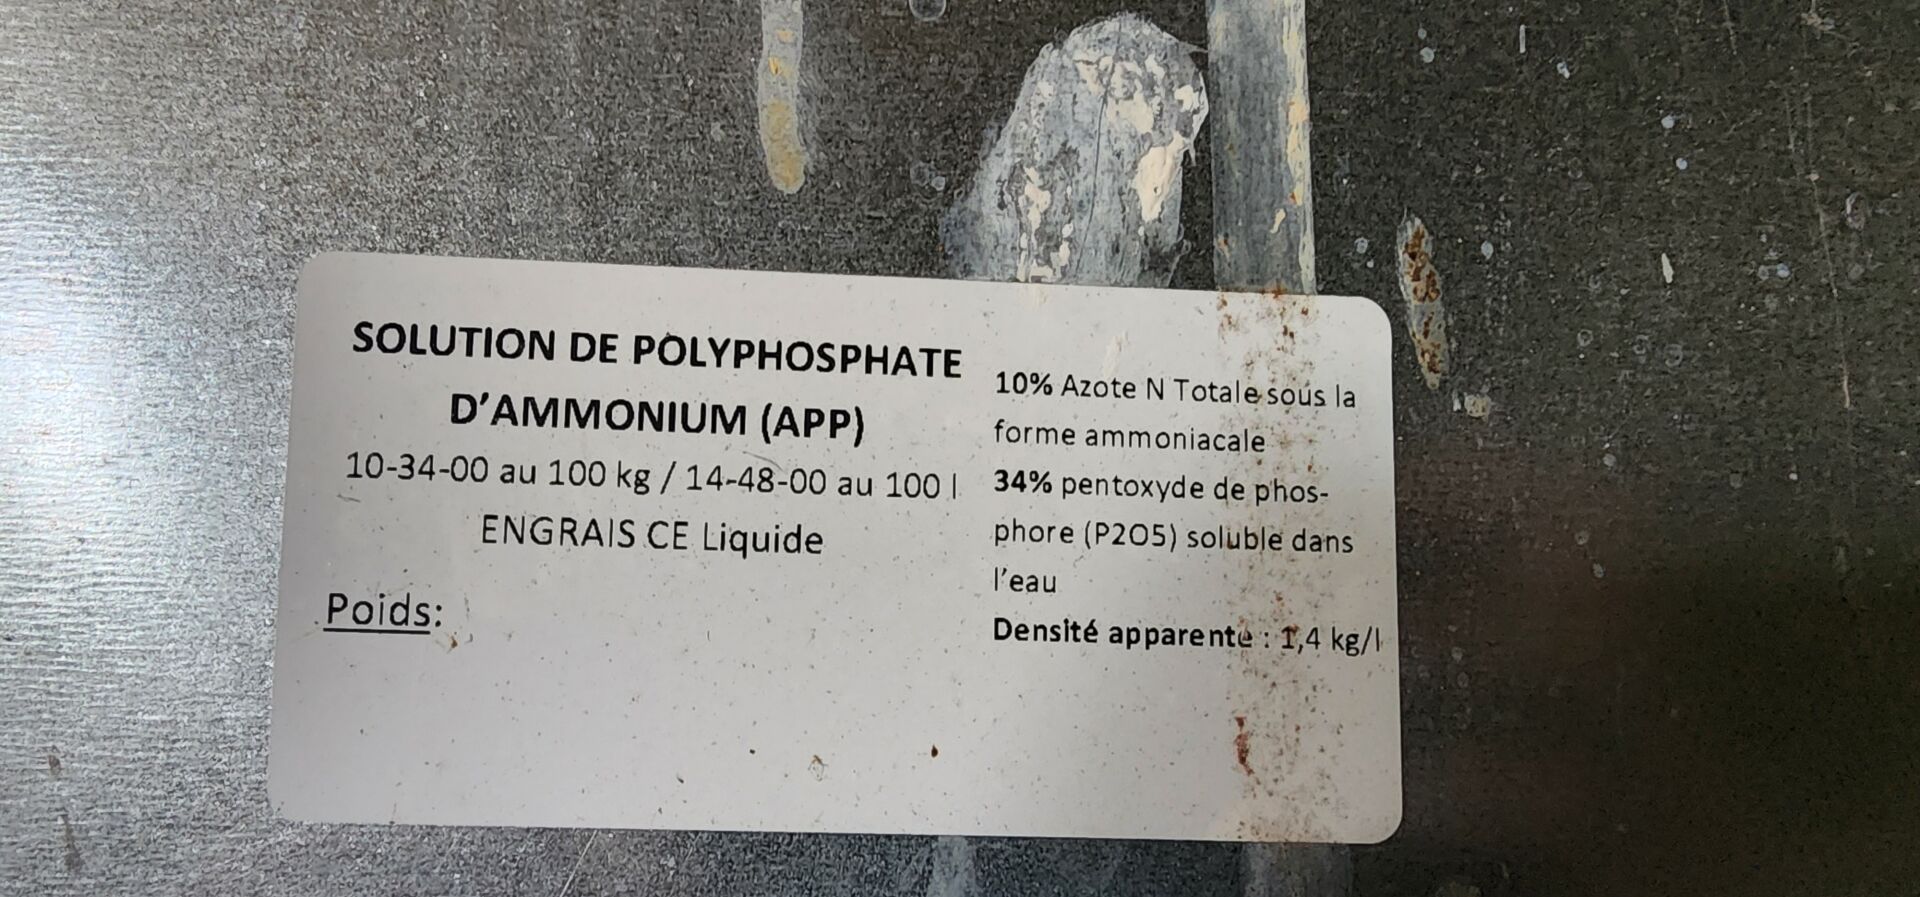 SOLUTION DE POLYPHOSPHATE
D'AMMONIUM (APP)
10-34-00 au 100 kg / 14-48-00 au 100 l
ENGRAIS CE Liquide
Poids:
10% Azote N Totale sous la
forme ammoniacale
34% pentoxyde de phos-
phore (P2O5) soluble dans
l'eau
Densité apparente : 1,4 kg/l